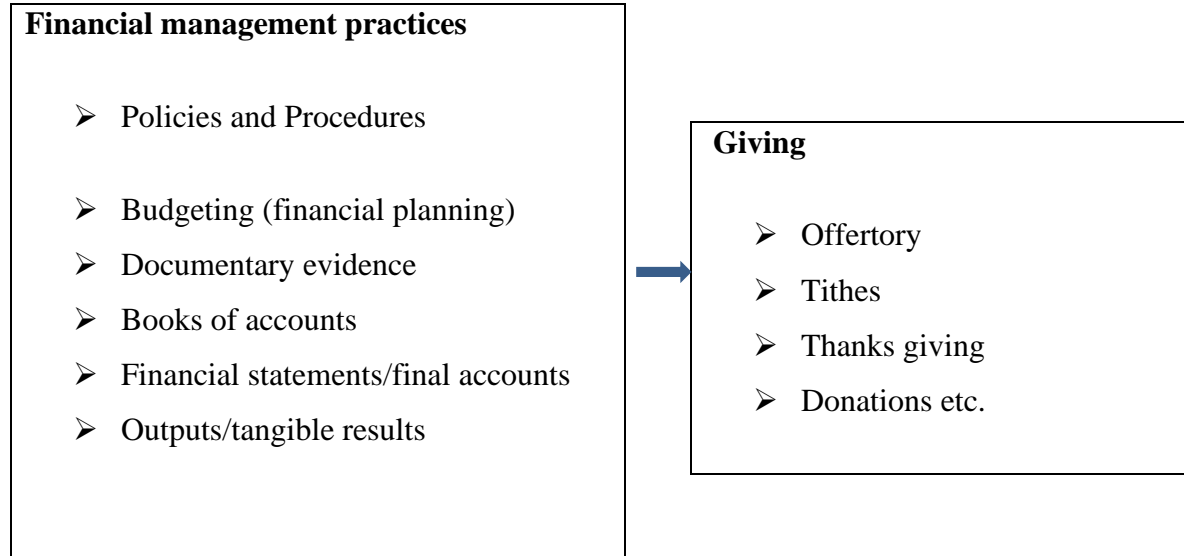 Financial management practices
➢ Policies and Procedures
➢ Budgeting (financial planning)
➢ Documentary evidence
➢ Books of accounts
➢ Financial statements/final accounts
➢ Outputs/tangible results
Giving
➢ Offertory
➢ Tithes
➢ Thanks giving
➢ Donations etc.